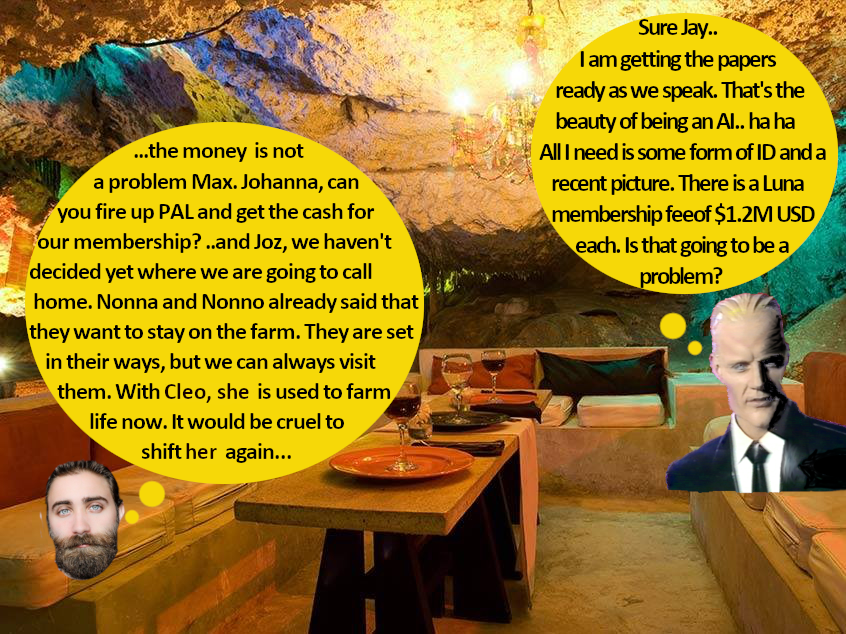 Sure Jay..
I am getting the papers
ready as we speak. That's the
beauty of being an AI.. ha ha
All I need is some form of ID and a
recent picture. There is a Luna
membership feeof $1.2M USD
each. Is that going to be a
problem?
...the money is not
a problem Max. Johanna, can
you fire up PAL and get the cash for
our membership? ..and Joz, we haven't
decided yet where we are going to call
home. Nonna and Nonno already said that
they want to stay on the farm. They are set
in their ways, but we can always visit
them. With Cleo, she is used to farm
life now. It would be cruel to
shift her again...